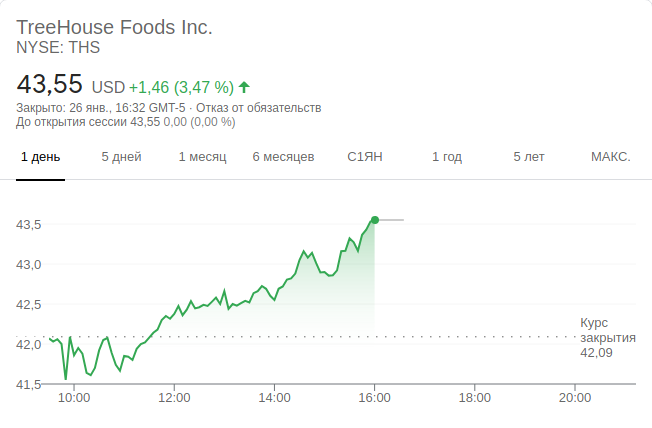 TreeHouse Foods Inc.
NYSE: THS
43,55 USD +1,46 (3,47 %)
Закрыто: 26 янв., 16:32 GMT-5 · Отказ от обязательств
До открытия сессии 43,55 0,00 (0,00 %)
1 день 5 дней 1 месяц 6 месяцев С1ЯН 1 год 5 лет МАКС.
43,5
43,0
42,5
42,0
41,5
Курс
закрытия
42,09
10:00 12:00 14:00 16:00 18:00 20:00